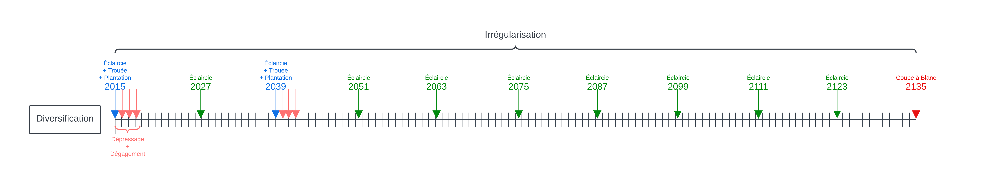 Irrégularisation
Éclaircie
+ Trouée
+ Plantation
2015
Éclaircie
2027
Éclaircie
+ Trouée
+ Plantation
2039
Éclaircie
2051
Éclaircie
2063
Éclaircie
2075
Éclaircie
2087
Éclaircie
2099
Éclaircie
2111
Éclaircie
2123
Coupe à Blanc
2135
Diversification
Dépressage
+
Dégagement